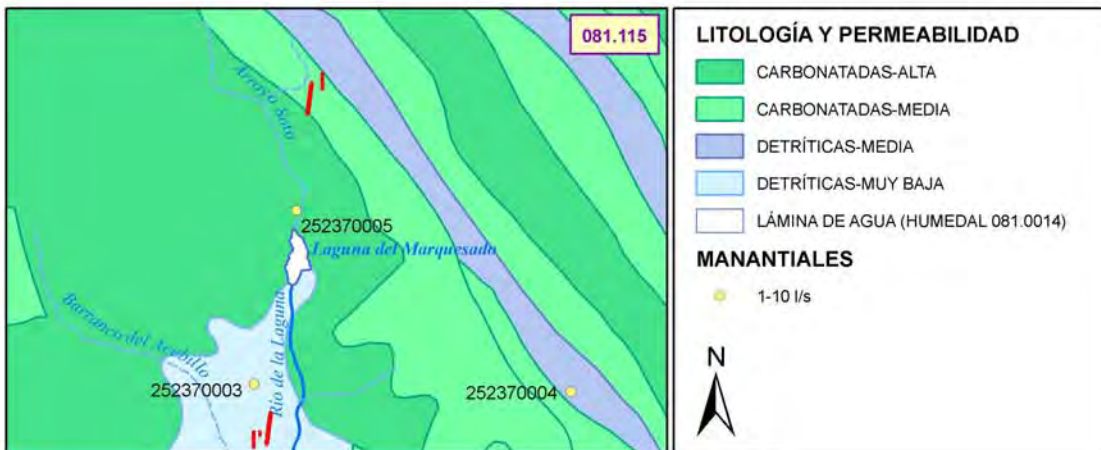 081.115
Arroyo Soto
I
252370005
Laguna del Marquesado
Barranco del Acebillo
Río de la Laguna
252370003
252370004
I'
LITOLOGÍA Y PERMEABILIDAD
CARBONATADAS-ALTA
CARBONATADAS-MEDIA
DETRÍTICAS-MEDIA
DETRÍTICAS-MUY BAJA
LÁMINA DE AGUA (HUMEDAL 081.0014)
MANANTIALES
1-10 l/s
N